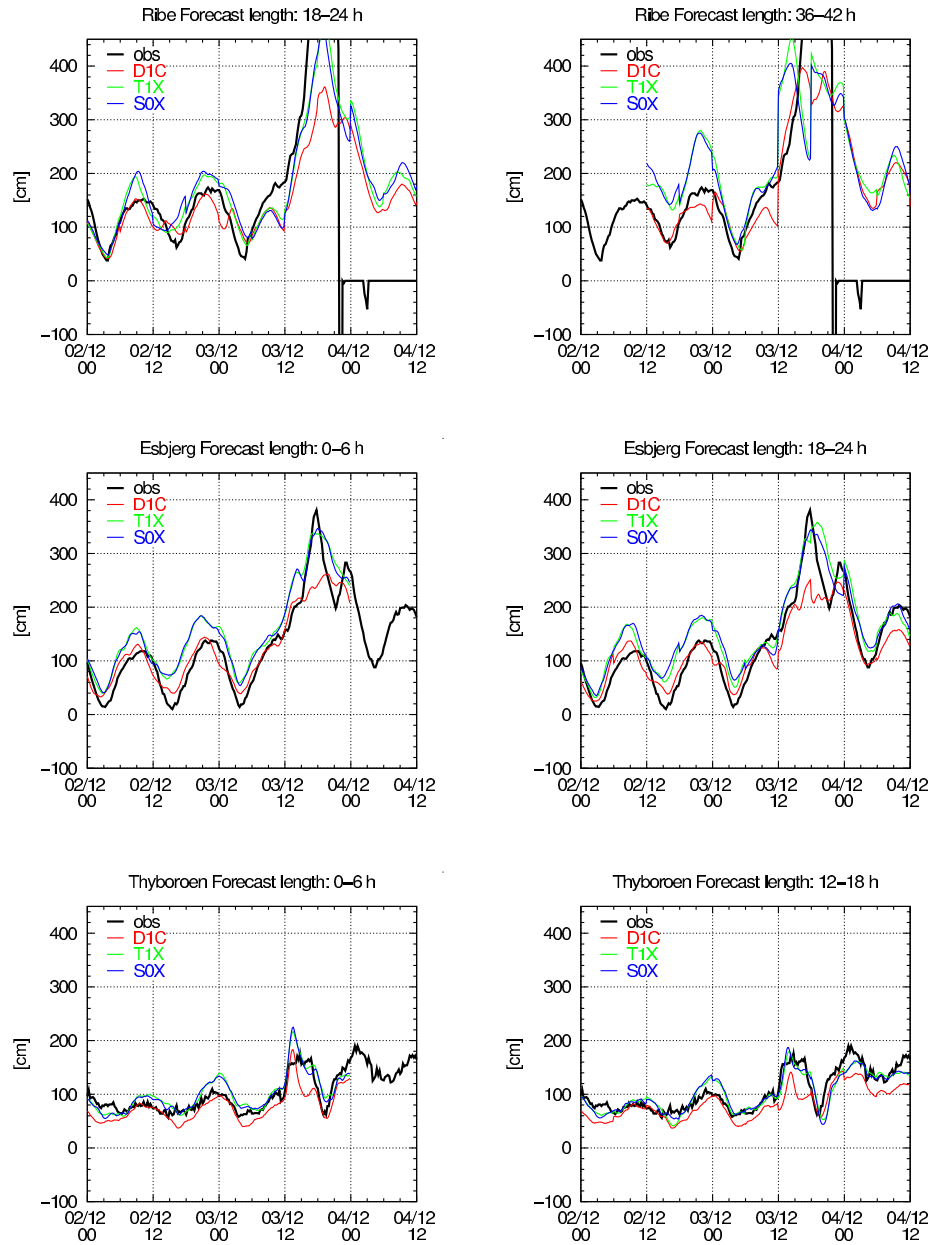 Ribe Forecast length: 18–24 h
400
300
200
100
0
−100
[cm]
obs
D1C
T1X
S0X
02/12 02/12 03/12 03/12 04/12 04/12
00 12 00 12 00 12
Ribe Forecast length: 36–42 h
400
300
200
100
0
−100
[cm]
obs
D1C
T1X
S0X
02/12 02/12 03/12 03/12 04/12 04/12
00 12 00 12 00 12
Esbjerg Forecast length: 0–6 h
400
300
200
100
0
−100
[cm]
obs
D1C
T1X
S0X
02/12 02/12 03/12 03/12 04/12 04/12
00 12 00 12 00 12
Esbjerg Forecast length: 18–24 h
400
300
200
100
0
−100
[cm]
obs
D1C
T1X
S0X
02/12 02/12 03/12 03/12 04/12 04/12
00 12 00 12 00 12
Thyboroen Forecast length: 0–6 h
400
300
200
100
0
−100
[cm]
obs
D1C
T1X
S0X
02/12 02/12 03/12 03/12 04/12 04/12
00 12 00 12 00 12
Thyboroen Forecast length: 12–18 h
400
300
200
100
0
−100
[cm]
obs
D1C
T1X
S0X
02/12 02/12 03/12 03/12 04/12 04/12
00 12 00 12 00 12